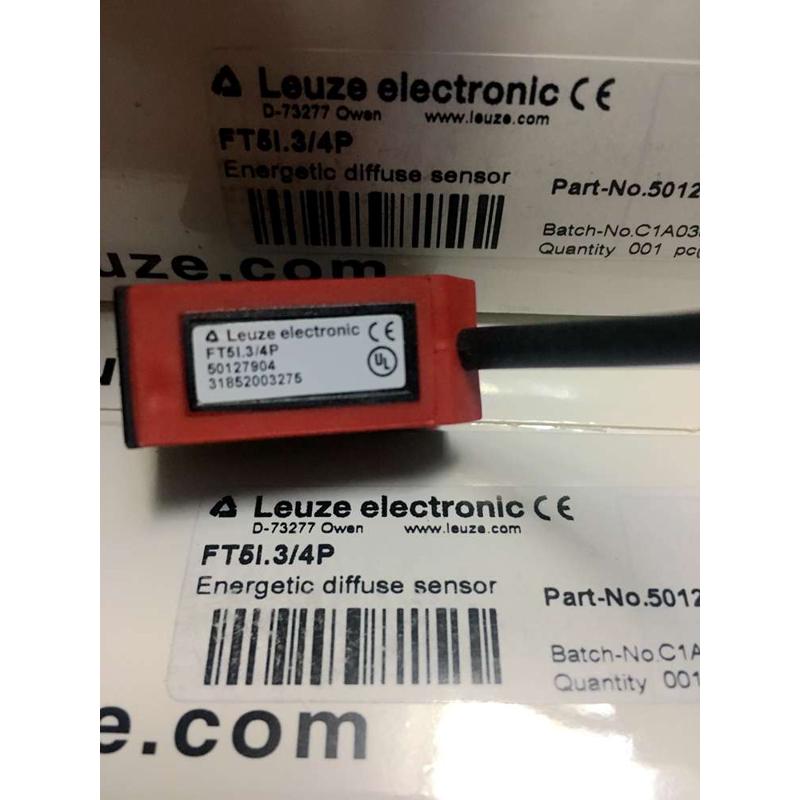 Leuze electronic CE
D-73277 Owen www.leuze.com
FT5I.3/4P
Energetic diffuse sensor
Part-No.5012
Batch-No.C1A03
Quantity 001 pc(
uze.com
Leuze electronic CE
FT5I.3/4P
50127904
31852003275
UL
Leuze electronic CE
D-73277 Owen www.leuze.com
FT5I.3/4P
Energetic diffuse sensor
Part-No.5012
Batch-No.C1A
Quantity 001
e.com